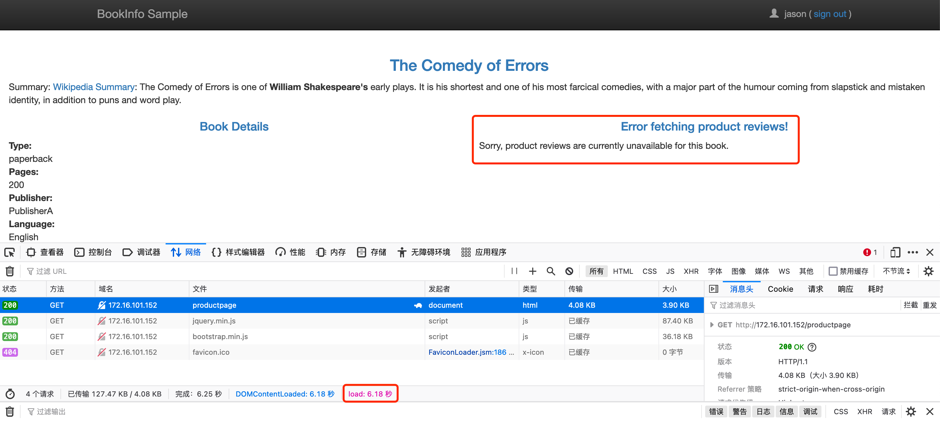 BookInfo Sample
jason ( sign out )
The Comedy of Errors
Summary: Wikipedia Summary: The Comedy of Errors is one of William Shakespeare's early plays. It is his shortest and one of his most farcical comedies, with a major part of the humour coming from slapstick and mistaken
identity, in addition to puns and word play.
Book Details
Error fetching product reviews!
Type:
Sorry, product reviews are currently unavailable for this book.
paperback
Pages:
200
Publisher:
PublisherA
Language:
English
查看器 控制台 调试器 网络 样式编辑器 性能 内存 存储 无障碍环境 应用程序 1
过滤 URL 所有 HTML CSS JS XHR 字体 图像 媒体 WS 其他 禁用缓存 不节流
状态 方法 域名 文件 发起者 类型 传输 大小
消息头 Cookie 请求 响应 耗时
200 GET 172.16.101.152 productpage document html 4.08 KB 3.90 KB
过滤消息头 拦截 重发
200 GET 172.16.101.152 jquery.min.js script js 已缓存 87.40 KB
GET http://172.16.101.152/productpage
200 GET 172.16.101.152 bootstrap.min.js script js 已缓存 36.18 KB
状态 200 OK ?
404 GET 172.16.101.152 favicon.ico FaviconLoader.jsm:186 ... x-icon 已缓存 0 字节
版本 HTTP/1.1
传输 4.08 KB（大小 3.90 KB）
Referrer 策略 strict-origin-when-cross-origin
4 个请求 已传输 127.47 KB / 4.08 KB 完成：6.25 秒 DOMContentLoaded: 6.18 秒 load: 6.18 秒
过滤输出 错误 警告 日志 信息 调试 CSS XHR 请求